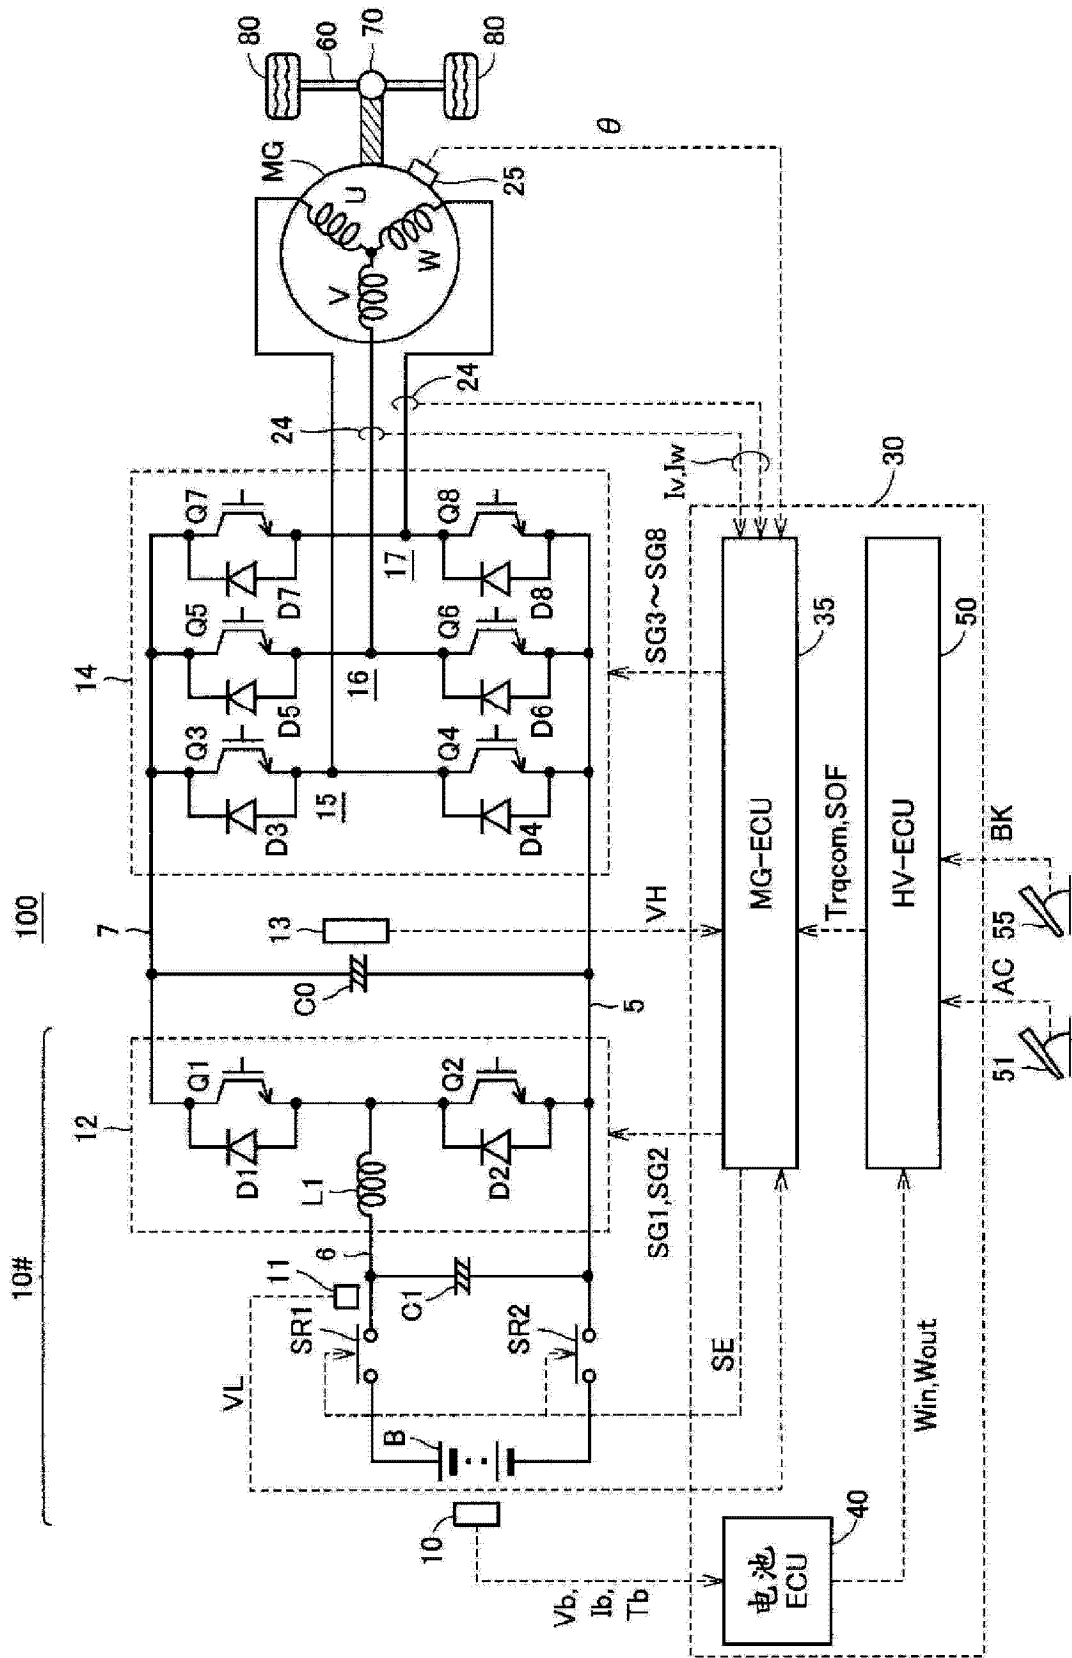 100
10#
12
7
14
Q1
D1
L1
Q2
D2
C0
13
5
Q3
D3
15
Q4
D4
Q5
D5
16
Q6
D6
Q7
D7
17
Q8
D8
24
24
MG
U
V
W
25
θ
80
60
70
80
VL
11
6
SR1
C1
SR2
B
10
Vb,
Ib,
Tb
SE
SG1,SG2
VH
SG3～SG8
Iv,Iw
30
MG-ECU
35
Trqcom,SOF
HV-ECU
50
电池
ECU
40
Win,Wout
51
AC
55
BK